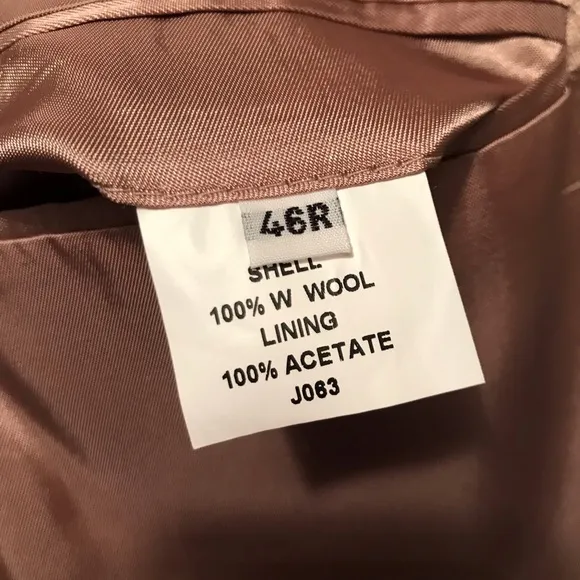 46R
SHELL
100% W WOOL
LINING
100% ACETATE
J063